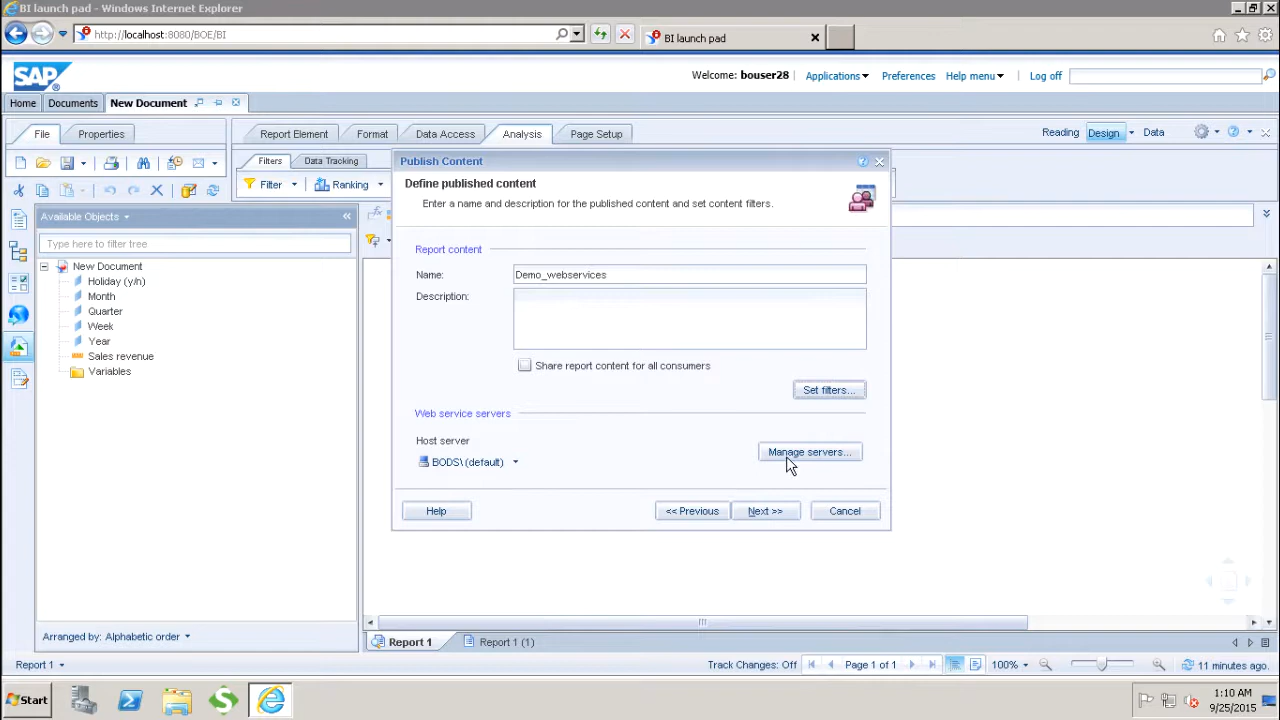 BI launch pad - Windows Internet Explorer
http://localhost:8080/BOE/BI
BI launch pad
SAP
Welcome: bouser28 Applications Preferences Help menu Log off
Home Documents New Document
File Properties Report Element Format Data Access Analysis Page Setup Reading Design Data
Filters Data Tracking
Filter Ranking
Publish Content
Define published content
Enter a name and description for the published content and set content filters.
Available Objects
Type here to filter tree
New Document
Holiday (y/n)
Month
Quarter
Week
Year
Sales revenue
Variables
Arranged by: Alphabetic order
Report content
Name: Demo_webservices
Description:
Share report content for all consumers
Set filters...
Web service servers
Host server
BODS\ (default)
Manage servers...
Help << Previous Next >> Cancel
Report 1 Report 1 (1)
Report 1 Track Changes: Off Page 1 of 1 100% 11 minutes ago.
Start
1:10 AM
9/25/2015